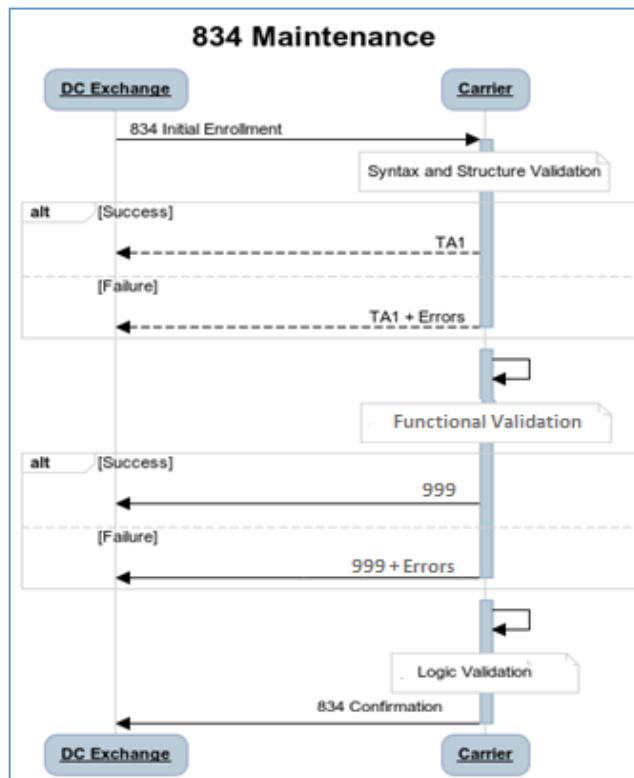 834 Maintenance
DC Exchange
Carrier
834 Initial Enrollment
Syntax and Structure Validation
alt
[Success]
TA1
[Failure]
TA1 + Errors
Functional Validation
alt
[Success]
999
[Failure]
999 + Errors
Logic Validation
834 Confirmation
DC Exchange
Carrier